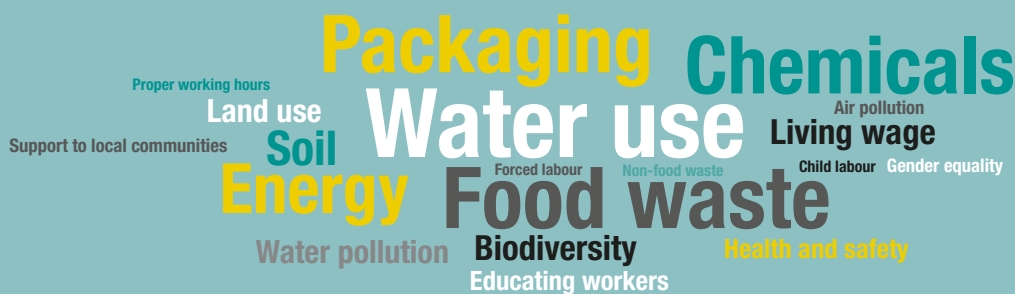 Packaging
Chemicals
Proper working hours
Land use
Water use
Air pollution
Living wage
Support to local communities
Soil
Forced labour
Non-food waste
Child labour
Gender equality
Energy
Food waste
Water pollution
Biodiversity
Health and safety
Educating workers